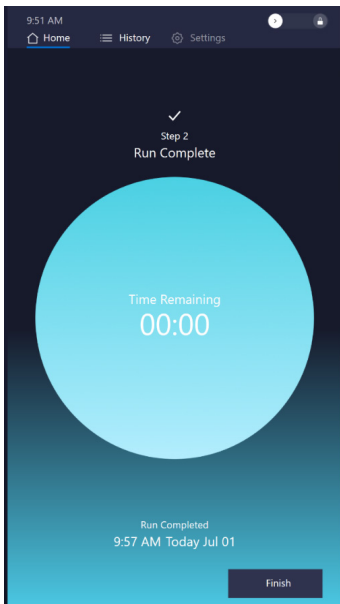 9:51 AM
Home History Settings
Step 2
Run Complete
Time Remaining
00:00
Run Completed
9:57 AM Today Jul 01
Finish